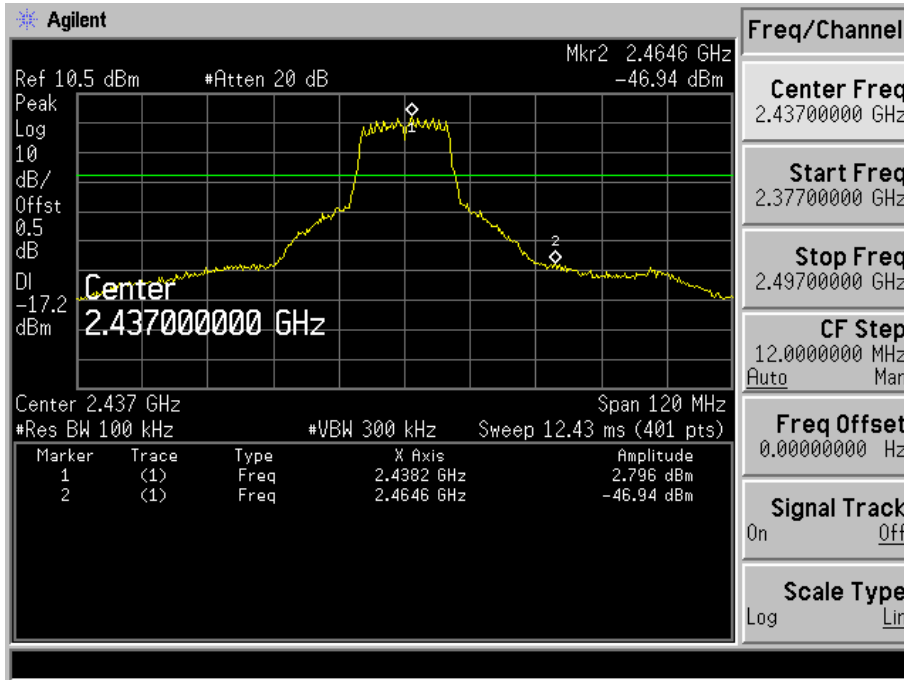 Agilent
Freq/Channel
Mkr2 2.4646 GHz
Ref 10.5 dBm #Atten 20 dB -46.94 dBm
Peak
Log
10
dB/
Offst
0.5
dB
DI
-17.2
dBm
1
2
Center
2.437000000 GHz
Center 2.437 GHz Span 120 MHz
#Res BW 100 kHz #VBW 300 kHz Sweep 12.43 ms (401 pts)
Marker Trace Type X Axis Amplitude
1 (1) Freq 2.4382 GHz 2.796 dBm
2 (1) Freq 2.4646 GHz -46.94 dBm
Center Freq
2.43700000 GHz
Start Freq
2.37700000 GHz
Stop Freq
2.49700000 GHz
CF Step
12.0000000 MHz
Auto Man
Freq Offset
0.00000000 Hz
Signal Track
On Off
Scale Type
Log Lin